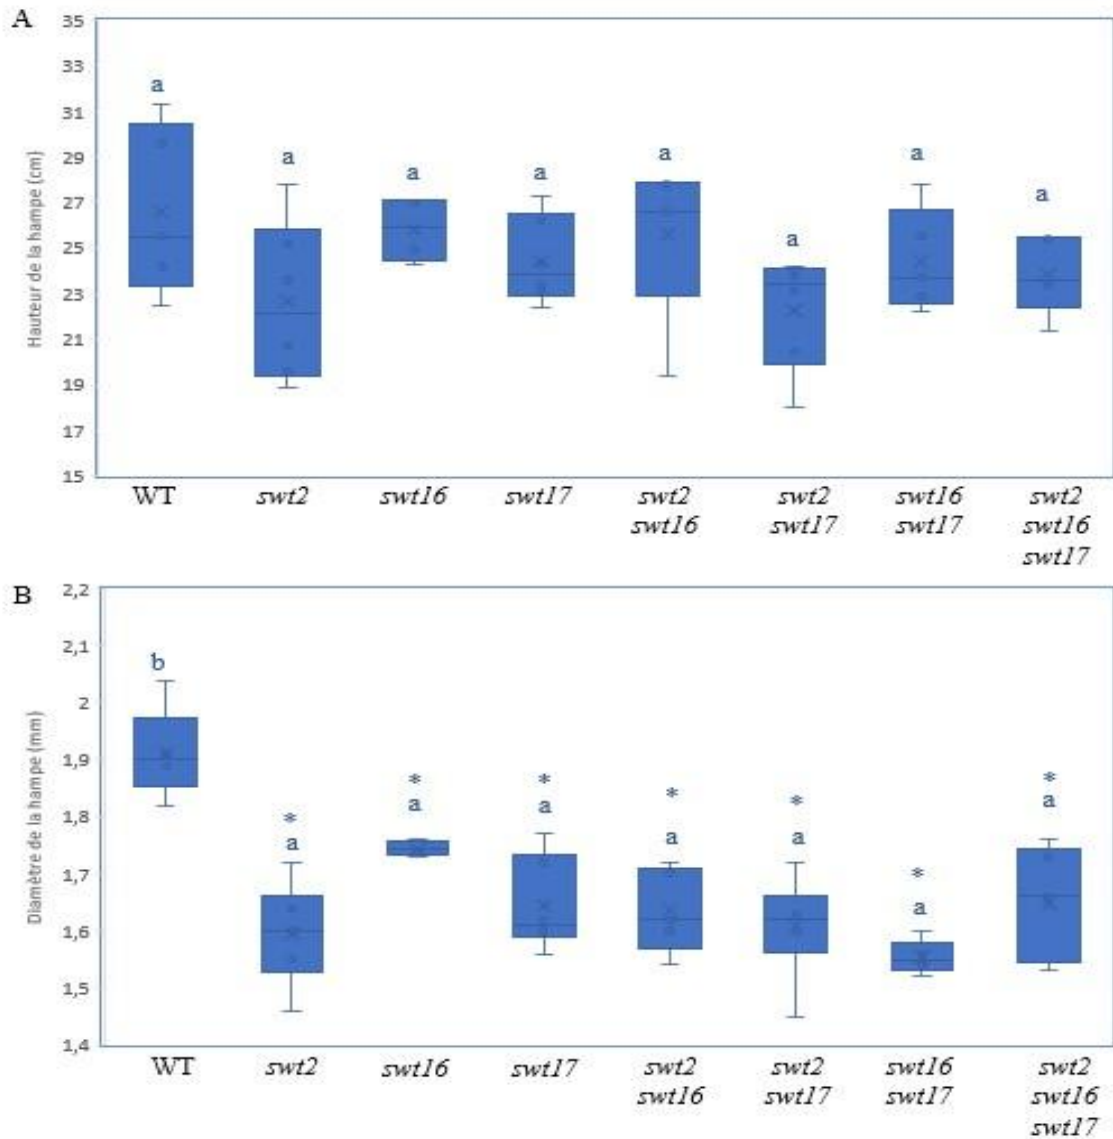 A
Hauteur de la hampe (cm)
35
33
31
29
27
25
23
21
19
17
15
a
a
a
a
a
a
a
a
WT
swt2
swt16
swt17
swt2
swt16
swt2
swt17
swt16
swt17
swt2
swt16
swt17
B
Diamètre de la hampe (mm)
2,2
2,1
2
1,9
1,8
1,7
1,6
1,5
1,4
b
*
a
*
a
*
a
*
a
*
a
*
a
*
a
WT
swt2
swt16
swt17
swt2
swt16
swt2
swt17
swt16
swt17
swt2
swt16
swt17